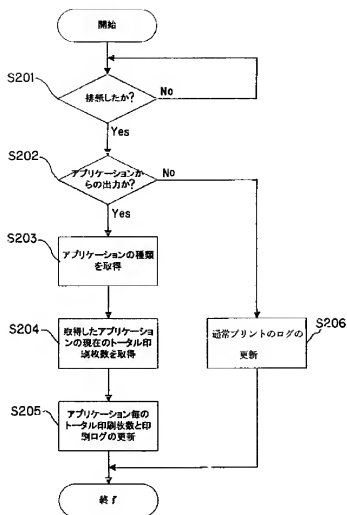 開始
S201
接続したか?
No
Yes
S202
アプリケーションか
らの出力か?
No
Yes
S203
アプリケーションの種類
を取得
S204
取得したアプリケーショ
ンの現在のトータル印
刷枚数を取得
S206
通常プリントのログの
更新
S205
アプリケーション毎の
トータル印刷枚数と印
刷ログの更新
終了